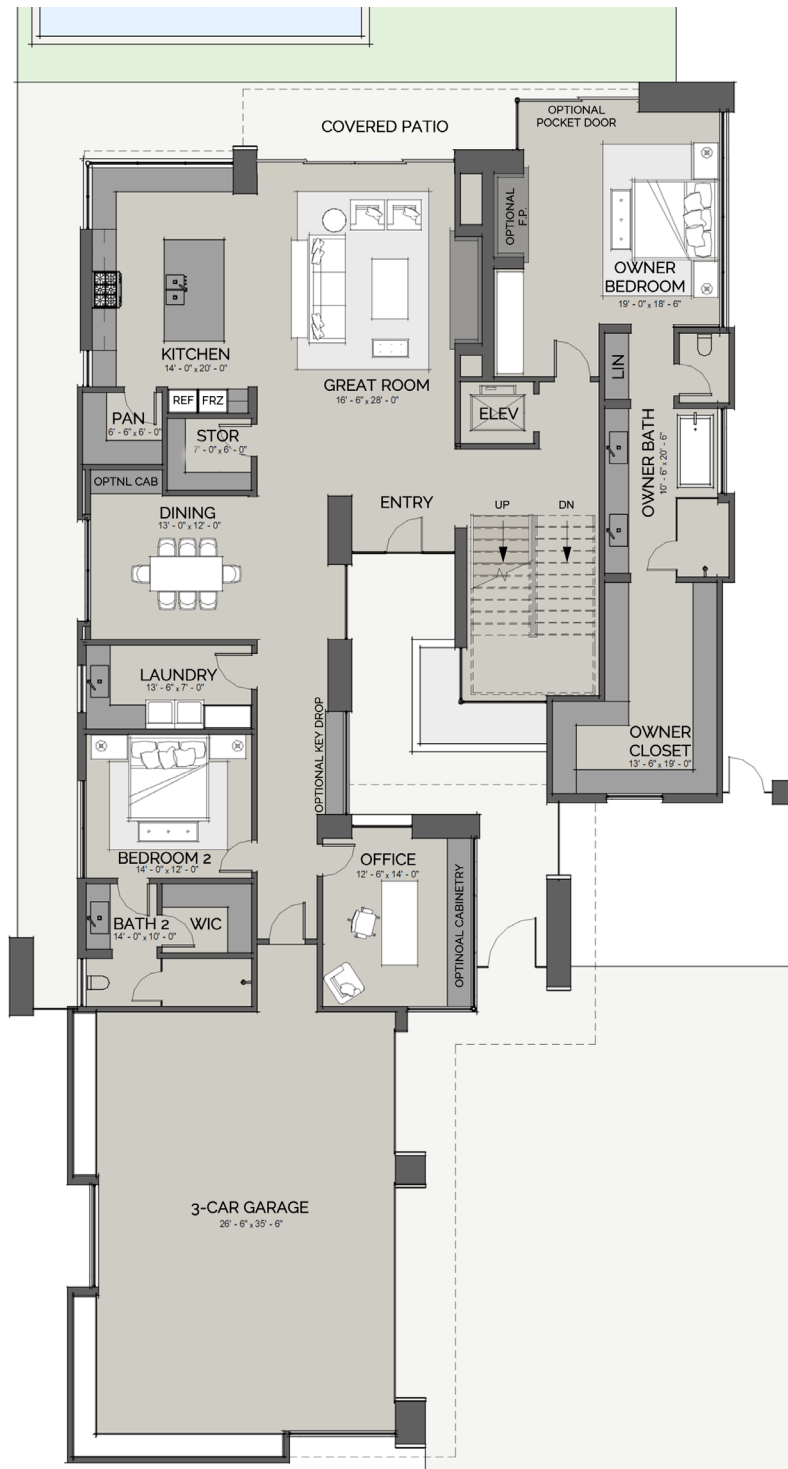 COVERED PATIO
OPTIONAL
POCKET DOOR
OPTIONAL
F.P.
OWNER
BEDROOM
19' - 0" x 18' - 6"
KITCHEN
14' - 0" x 20' - 0"
GREAT ROOM
16' - 6" x 28' - 0"
LIN
REF
FRZ
PAN
6' - 6" x 6' - 0"
STOR
7' - 0" x 6' - 0"
ELEV
OWNER BATH
10' - 6" x 20' - 6"
OPTNL CAB
DINING
13' - 0" x 12' - 0"
ENTRY
UP
DN
LAUNDRY
13' - 6" x 7' - 0"
OPTIONAL KEY DROP
OWNER
CLOSET
13' - 6" x 19' - 0"
BEDROOM 2
14' - 0" x 12' - 0"
OFFICE
12' - 6" x 14' - 0"
OPTINOAL CABINETRY
BATH 2
14' - 0" x 10' - 0"
WIC
3-CAR GARAGE
26' - 6" x 35' - 6"